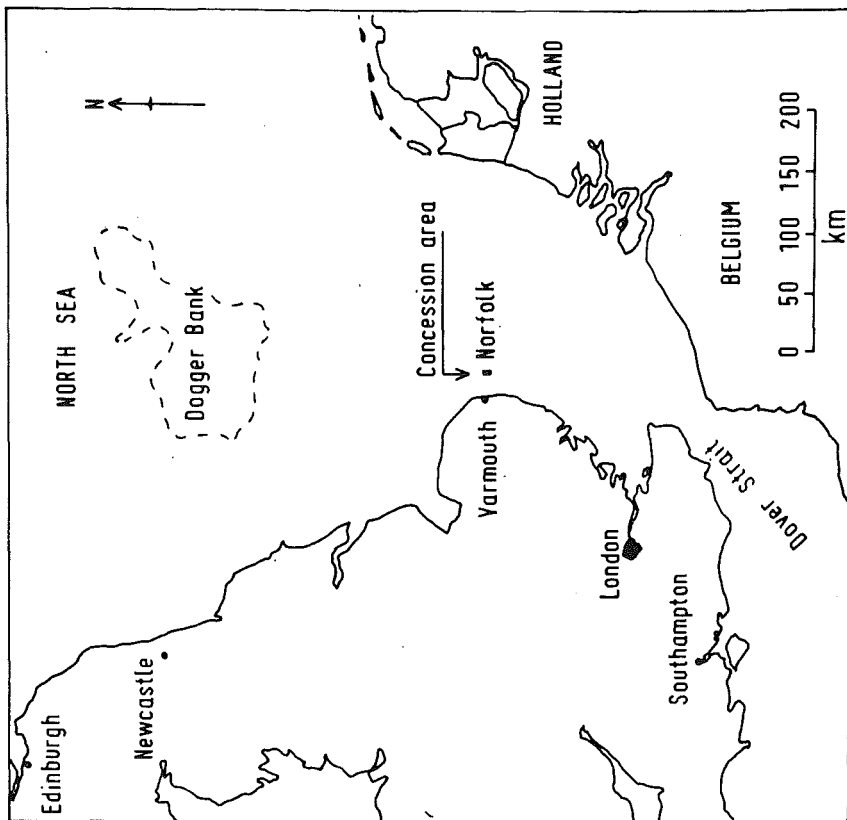 N
NORTH SEA
Dogger Bank
Edinburgh
Newcastle
Concession area
Norfolk
Yarmouth
HOLLAND
London
Southampton
Dover Strait
BELGIUM
0 50 100 150 200
km